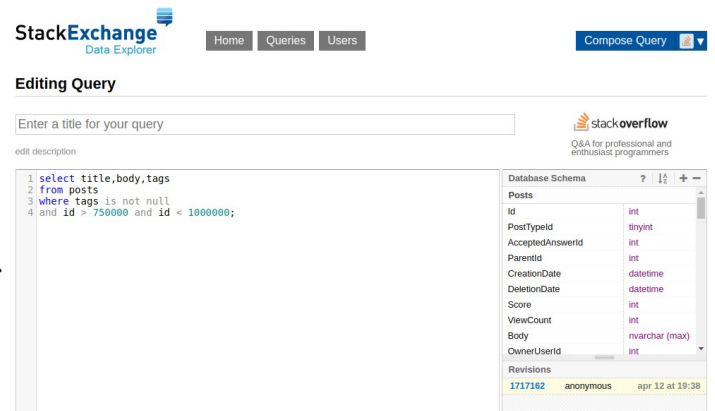 StackExchange
Data Explorer
Home Queries Users
Compose Query
Editing Query
Enter a title for your query
stackoverflow
edit description
Q&A for professional and
enthusiast programmers
1 select title,body,tags
2 from posts
3 where tags is not null
4 and id > 750000 and id < 1000000;
Database Schema ?
Posts
Id int
PostTypeId tinyint
AcceptedAnswerId int
ParentId int
CreationDate datetime
DeletionDate datetime
Score int
ViewCount int
Body nvarchar (max)
OwnerUserId int
Revisions
1717162 anonymous apr 12 at 19:38